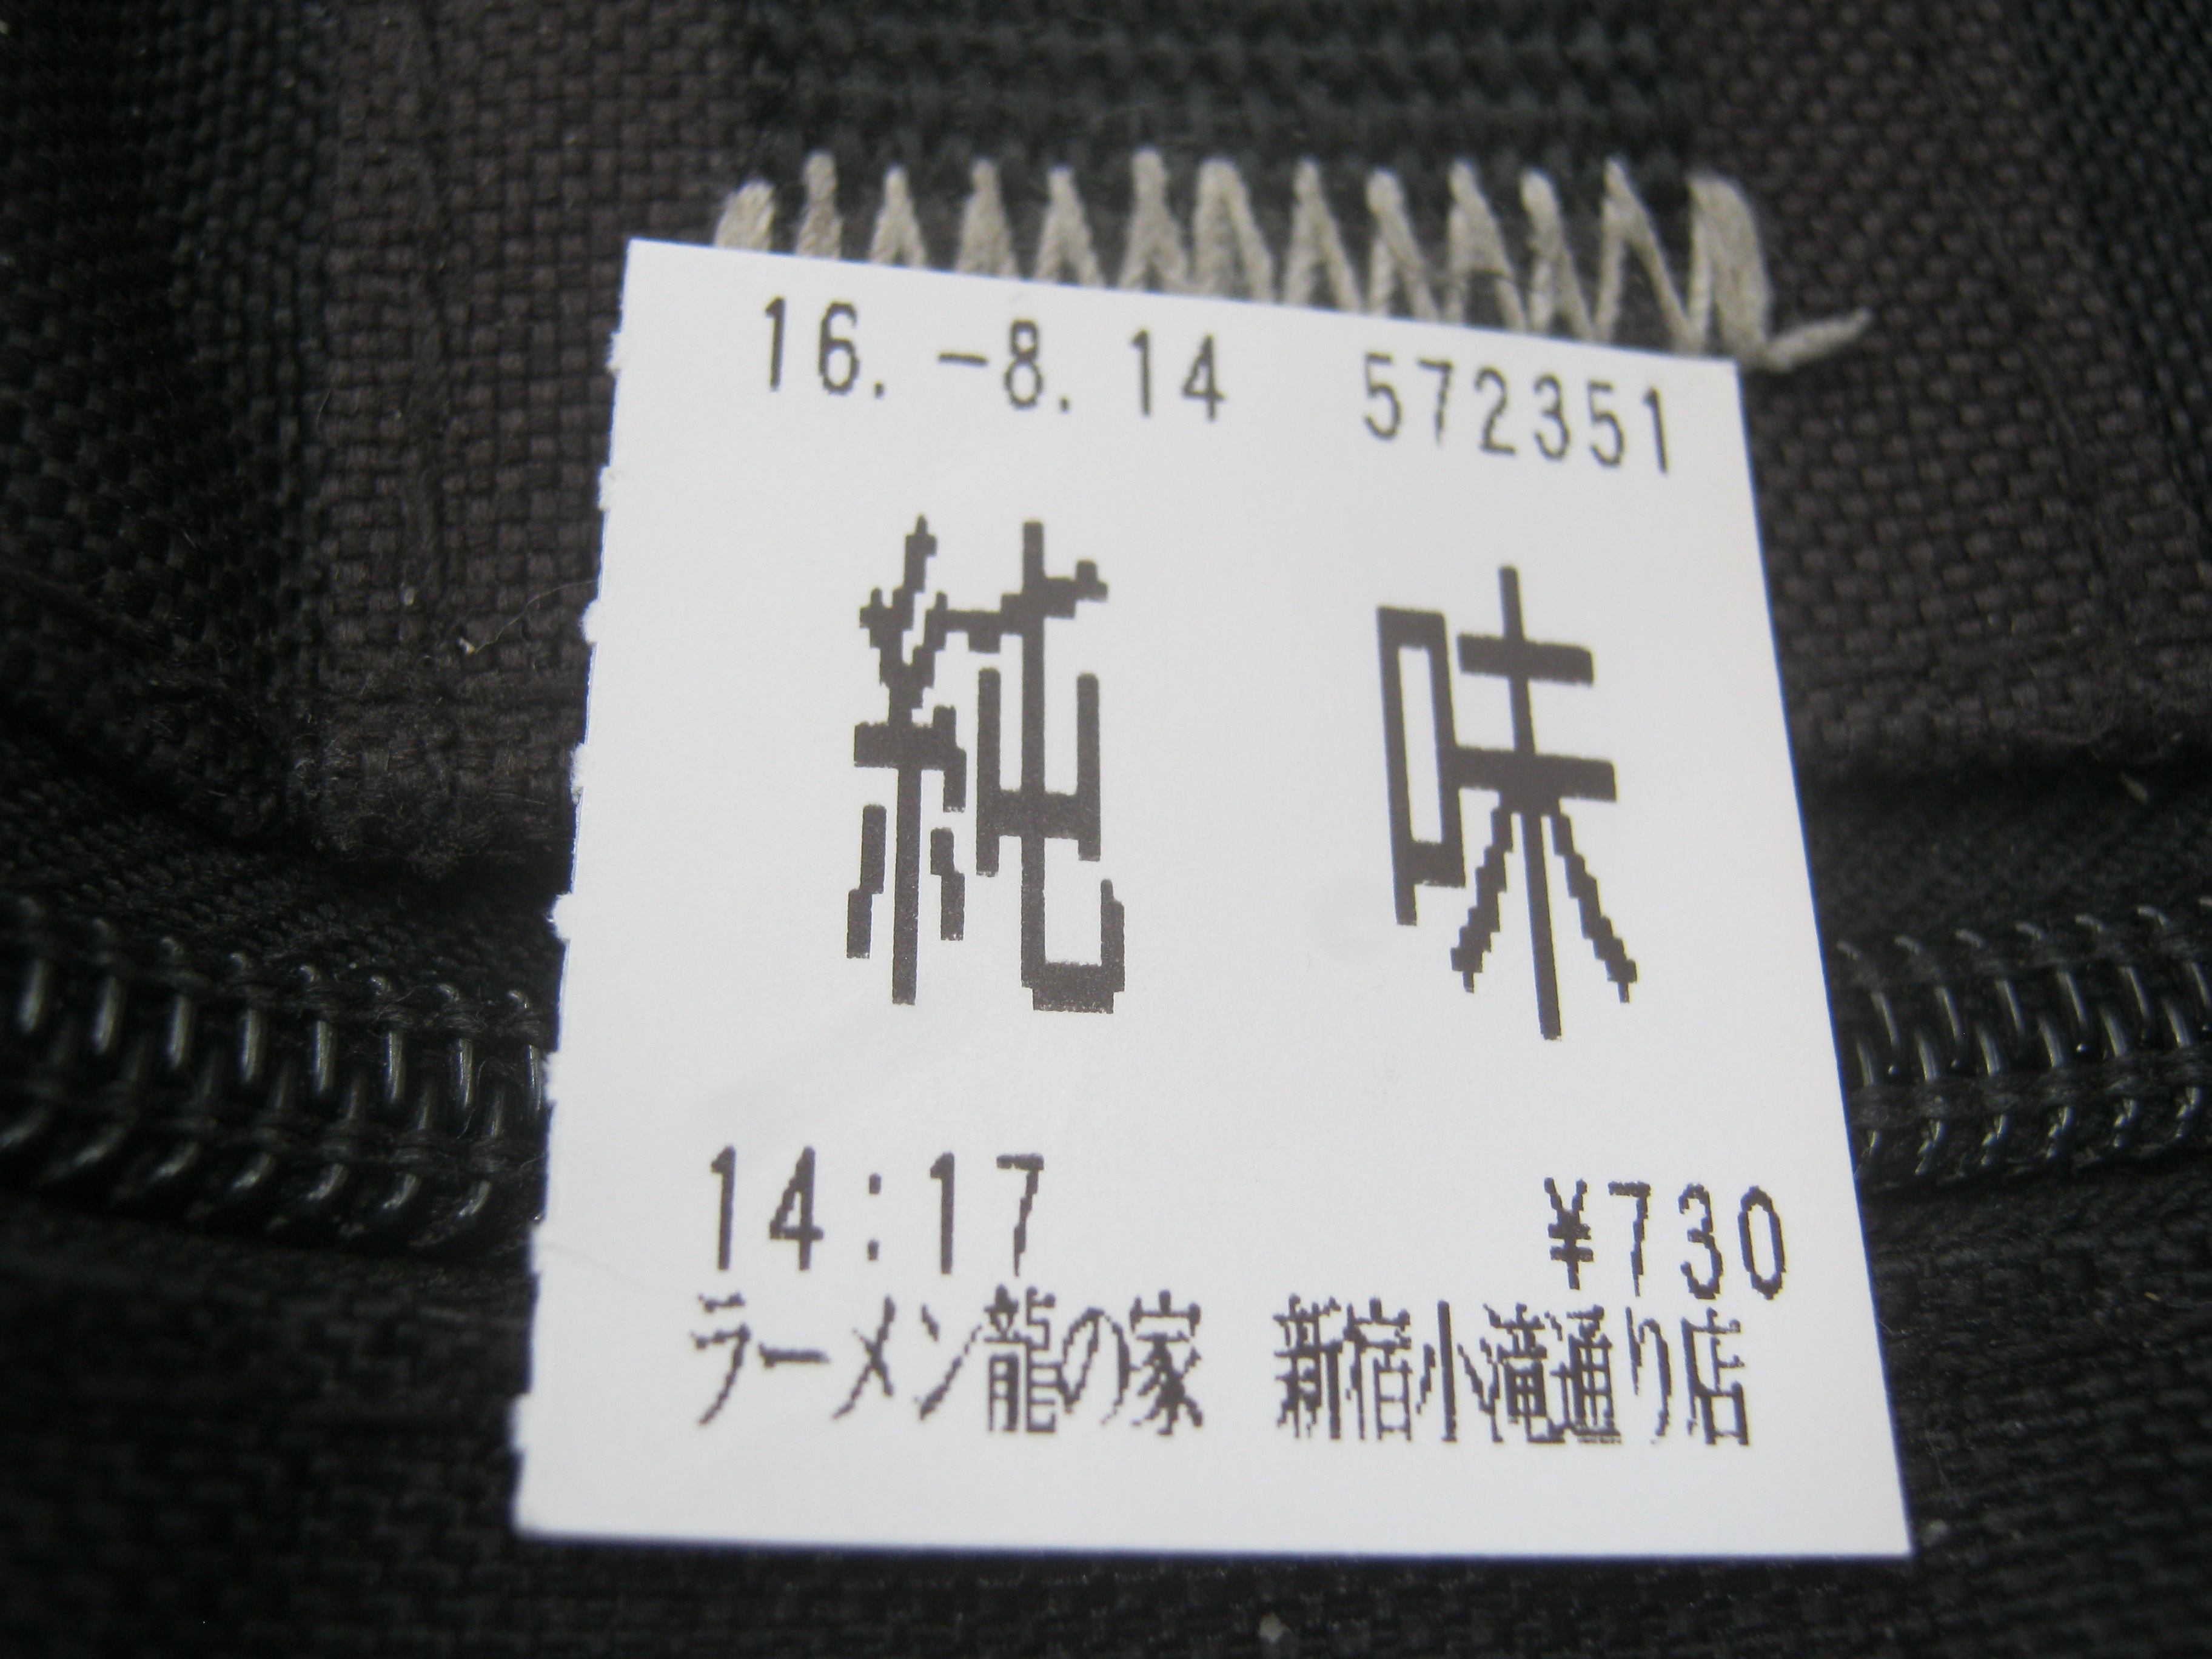 16.-8.14 572351
純 味
14:17 ¥730
ラーメン龍の家 新宿小滝通り店